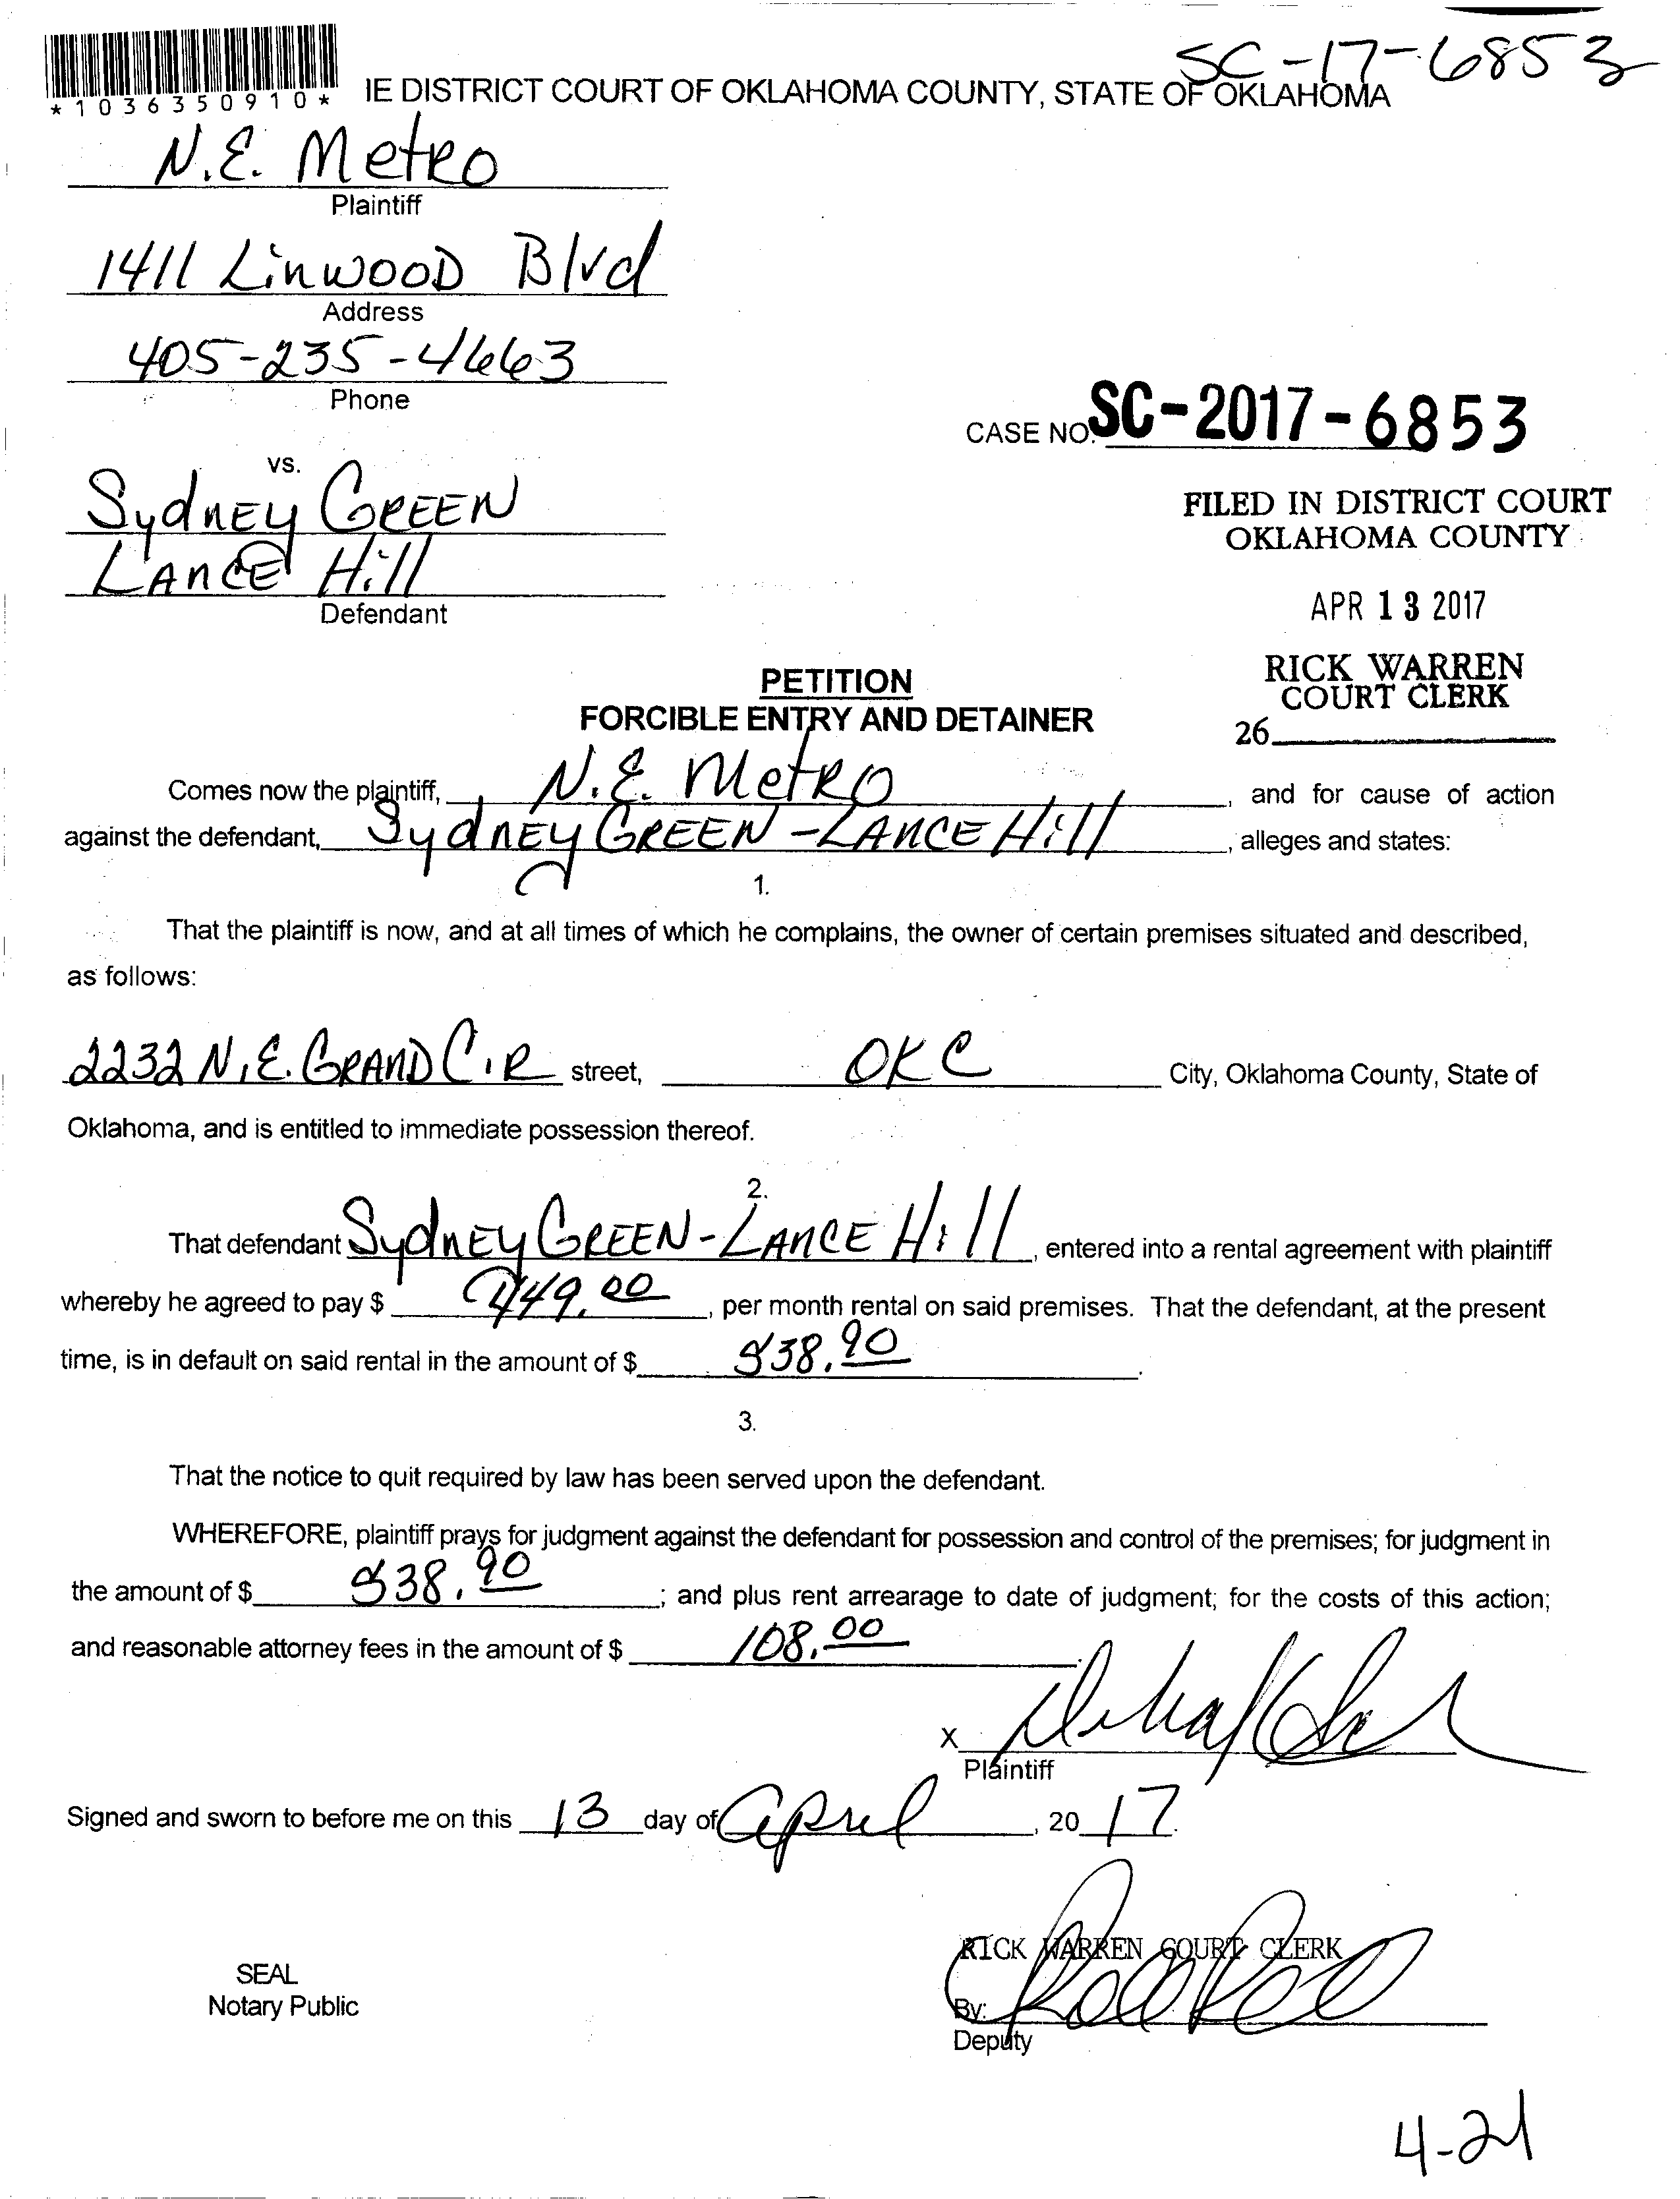 SC-17-6853
*1036350910* IE DISTRICT COURT OF OKLAHOMA COUNTY, STATE OF OKLAHOMA
N.E. Metro
Plaintiff
1411 Linwood Blvd
Address
405-235-4663
Phone
CASE NO. SC-2017-6853
vs.
Sydney Green
Lance Hill
Defendant
FILED IN DISTRICT COURT
OKLAHOMA COUNTY
APR 13 2017
RICK WARREN
COURT CLERK
26
PETITION
FORCIBLE ENTRY AND DETAINER
Comes now the plaintiff, N.E. Metro, and for cause of action
against the defendant, Sydney Green - Lance Hill, alleges and states:
1.
That the plaintiff is now, and at all times of which he complains, the owner of certain premises situated and described,
as follows:
2232 N.E. Grand Cir street, OKC City, Oklahoma County, State of
Oklahoma, and is entitled to immediate possession thereof.
2.
That defendant Sydney Green - Lance Hill, entered into a rental agreement with plaintiff
whereby he agreed to pay $ 449.00, per month rental on said premises. That the defendant, at the present
time, is in default on said rental in the amount of $ 538.90.
3.
That the notice to quit required by law has been served upon the defendant.
WHEREFORE, plaintiff prays for judgment against the defendant for possession and control of the premises; for judgment in
the amount of $ 538.90; and plus rent arrearage to date of judgment; for the costs of this action;
and reasonable attorney fees in the amount of $ 108.00.
X
Plaintiff
Signed and sworn to before me on this 13 day of April, 2017.
RICK WARREN COURT CLERK
SEAL
Notary Public
By:
Deputy
4-21